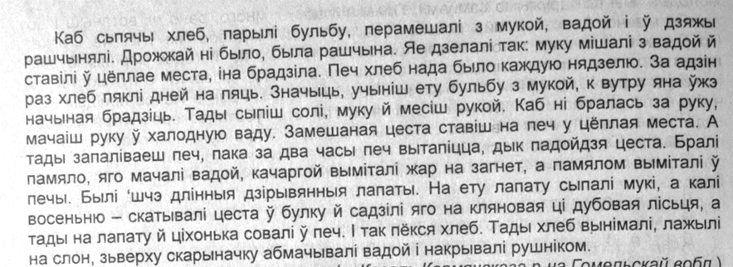 Каб сьпячы хлеб, парылі бульбу, перамешалі з мукой, вадой і ў дзяжы
рашчынялі. Дрожжай ні было, была рашчына. Яе дзелалі так: муку мішалі з вадой й
ставілі ў цёплае места, іна брадзіла. Печ хлеб нада было каждую нядзелю. За адзін
раз хлеб пяклі дней на пяць. Значыць, учыніш ету бульбу з мукой, к вутру яна ўжэ
начыная брадзіць. Тады сыпіш солі, муку й месіш рукой. Каб ні бралась за руку,
мачаіш руку ў халодную ваду. Замешаная цеста ставіш на печ у цёплая места. А
тады запаліваеш печ, пака за два часы печ вытапіцца, дык падойдзя цеста. Бралі
памяло, яго мачалі вадой, качаргой вымяталі жар на загнет, а памялом выміталі ў
печы. Былі ‘шчэ длінныя дзірывянныя лапаты. На ету лапату сыпалі мукі, а калі
восеньню – скатывалі цеста ў булку й садзілі яго на кляновая ці дубовая лісьця, а
тады на лапату й ціхонька совалі ў печ. І так пёкся хлеб. Тады хлеб вынімалі, лажылі
на слон, зьверху скарыначку абмачывалі вадой і накрывалі рушніком.